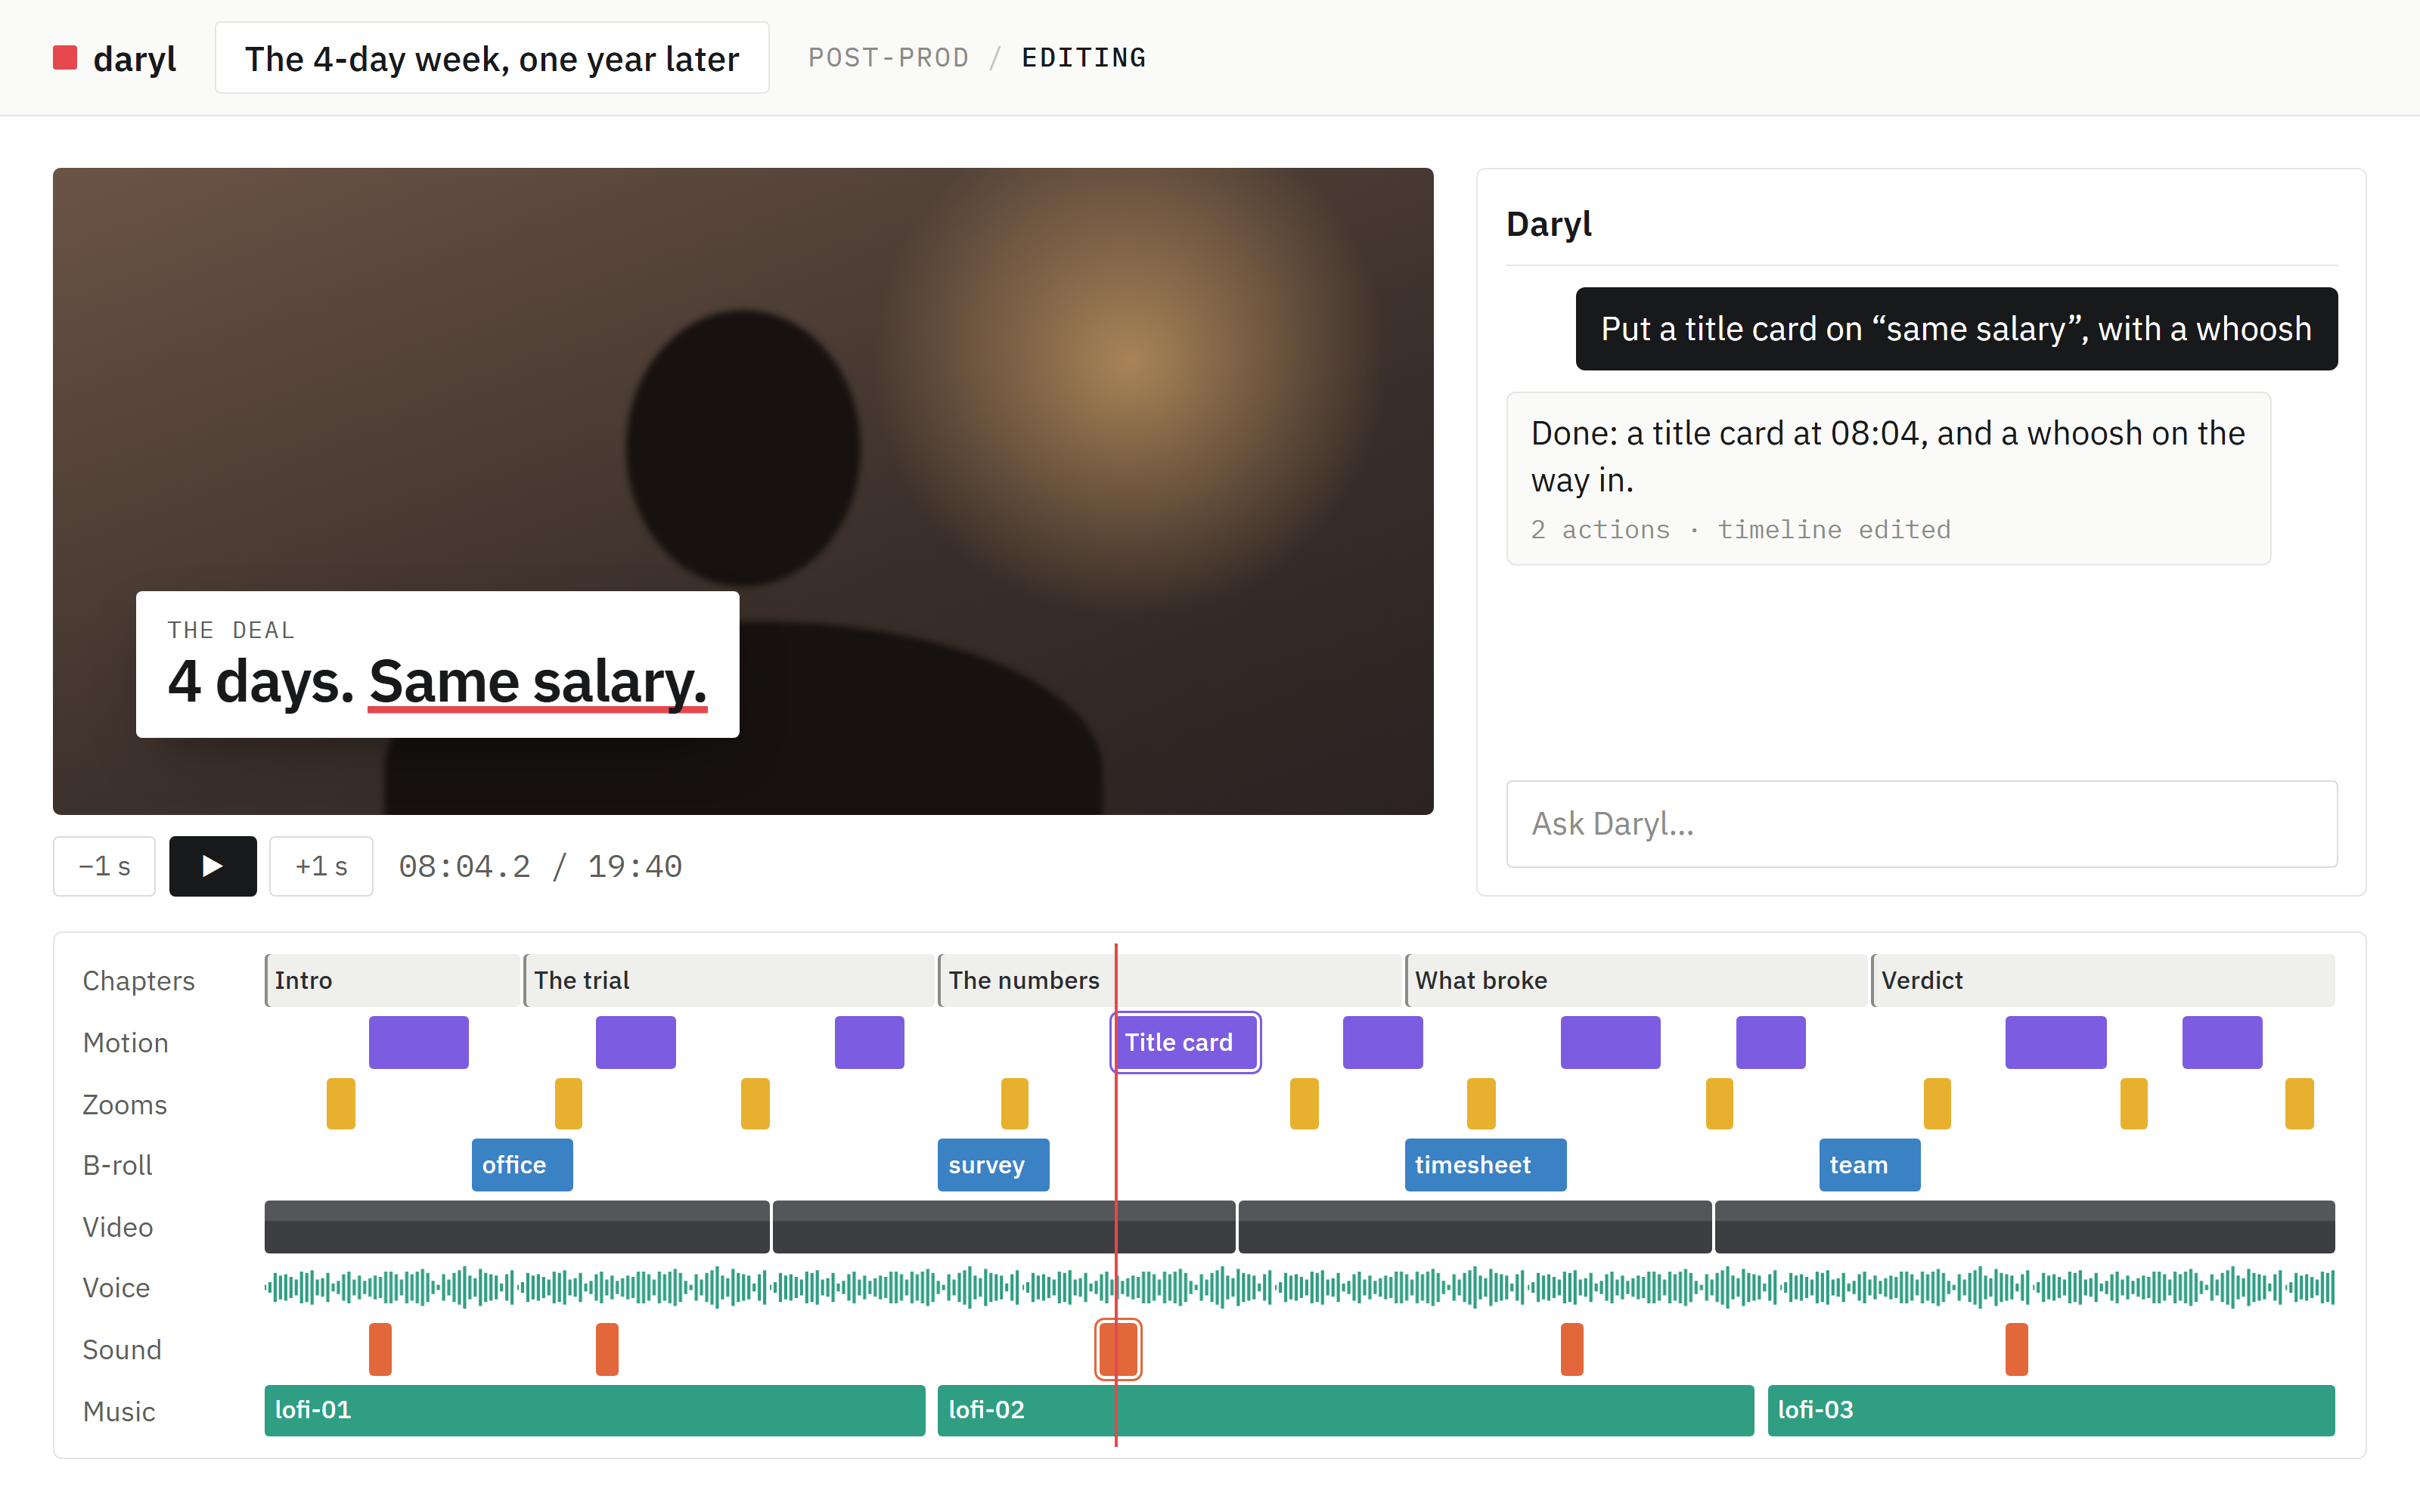 daryl
The 4-day week, one year later
POST-PROD / EDITING
THE DEAL
4 days. Same salary.
−1 s
+1 s
08:04.2 / 19:40
Daryl
Put a title card on “same salary”, with a whoosh
Done: a title card at 08:04, and a whoosh on the
way in.
2 actions · timeline edited
Ask Daryl…
Chapters
Intro
The trial
The numbers
What broke
Verdict
Motion
Title card
Zooms
B-roll
office
survey
timesheet
team
Video
Voice
Sound
Music
lofi-01
lofi-02
lofi-03